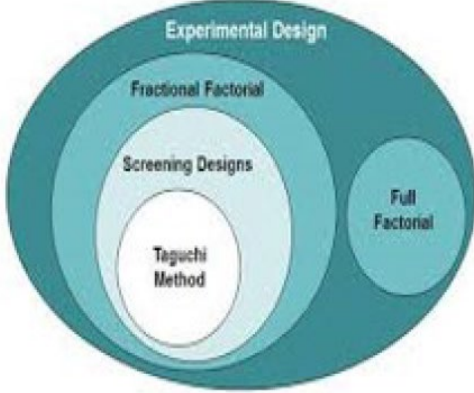 Experimental Design
Fractional Factorial
Screening Designs
Taguchi
Method
Full
Factorial